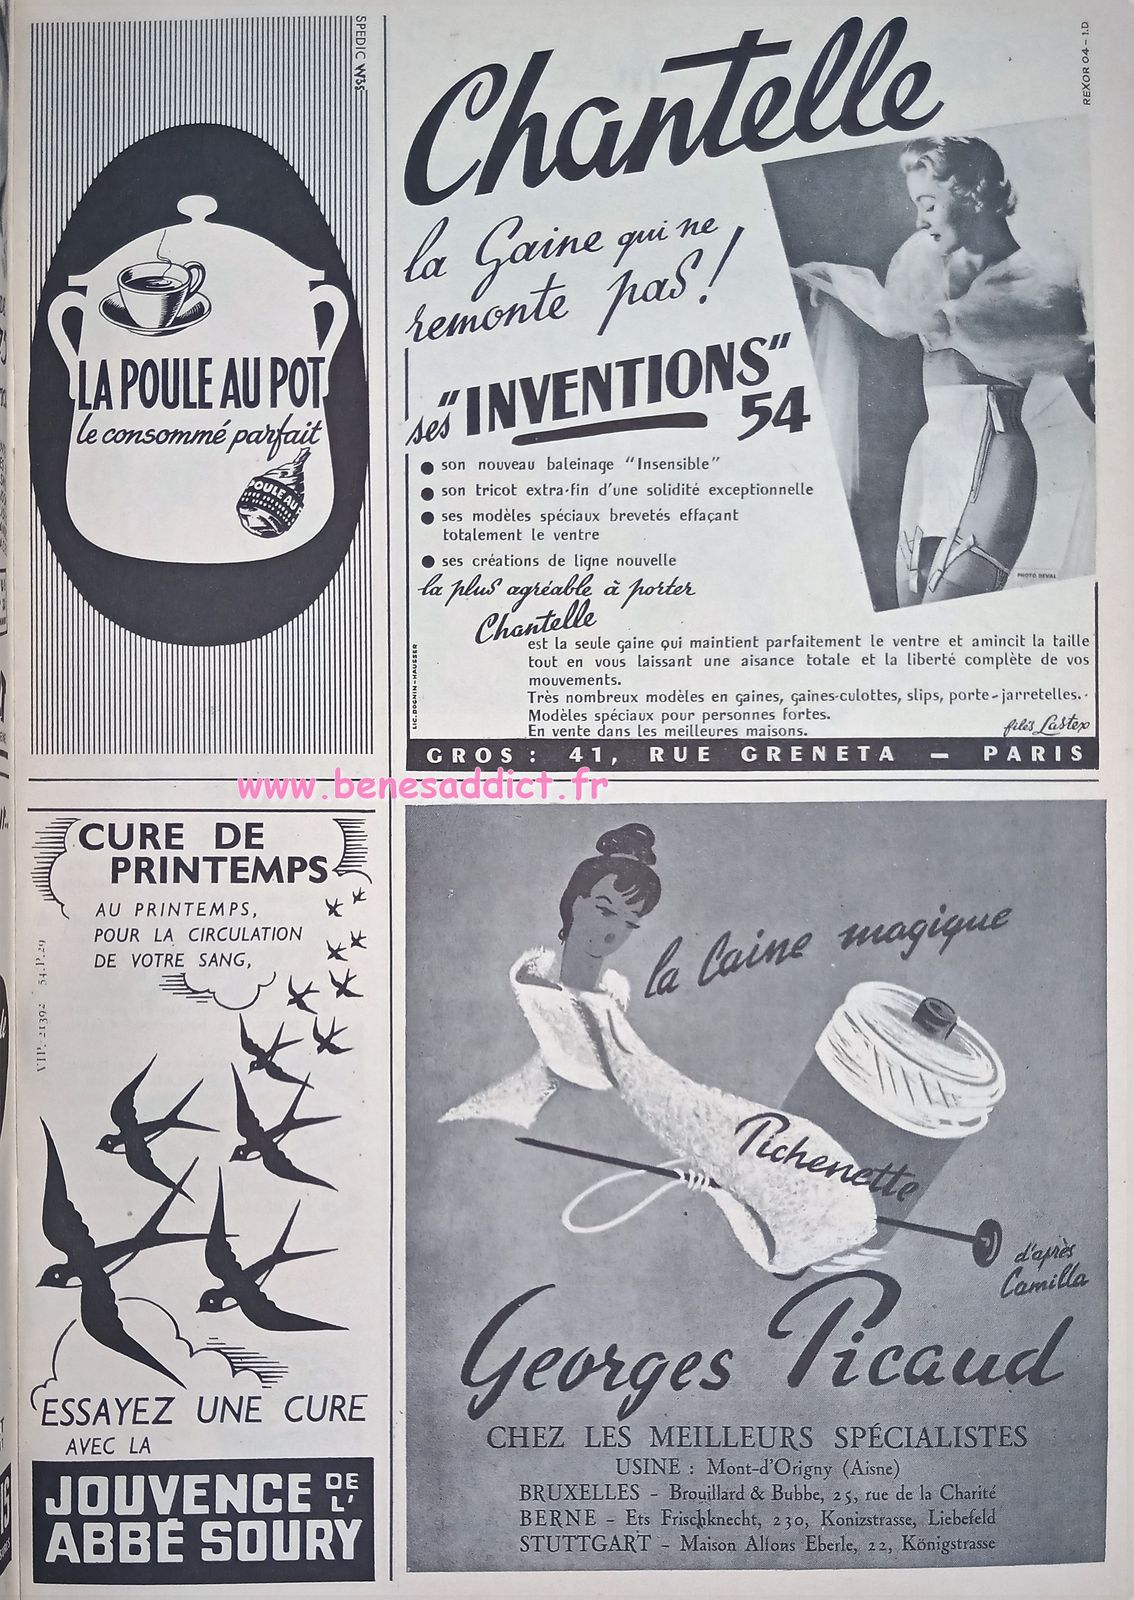 SPEDIC W35
LA POULE AU POT
le consommé parfait
POULE AU
Chantelle
REXOR 04 - I.D
la Gaine qui ne
remonte pas!
ses "INVENTIONS"
54
● son nouveau baleinage "Insensible"
● son tricot extra-fin d'une solidité exceptionnelle
● ses modèles spéciaux brevetés effaçant
totalement le ventre
● ses créations de ligne nouvelle
PHOTO DEVAL
la plus agréable à porter
Chantelle
est la seule gaine qui maintient parfaitement le ventre et amincit la taille
tout en vous laissant une aisance totale et la liberté complète de vos
mouvements.
Très nombreux modèles en gaines, gaines-culottes, slips, porte-jarretelles.
Modèles spéciaux pour personnes fortes.
En vente dans les meilleures maisons.
filés Lastex
LIC. DOGNIN-HAUSSER
GROS : 41, RUE GRENETA — PARIS
www.benesaddict.fr
CURE DE
PRINTEMPS
AU PRINTEMPS,
POUR LA CIRCULATION
DE VOTRE SANG,
VIP. 21392 54.P.29
ESSAYEZ UNE CURE
AVEC LA
JOUVENCE DE L'
ABBÉ SOURY
la laine magique
Pichenette
d'après
Camilla
Georges Picaud
CHEZ LES MEILLEURS SPÉCIALISTES
USINE : Mont-d'Origny (Aisne)
BRUXELLES - Brouillard & Bubbe, 25, rue de la Charité
BERNE - Ets Frischknecht, 230, Konizstrasse, Liebefeld
STUTTGART - Maison Alfons Eberle, 22, Königstrasse